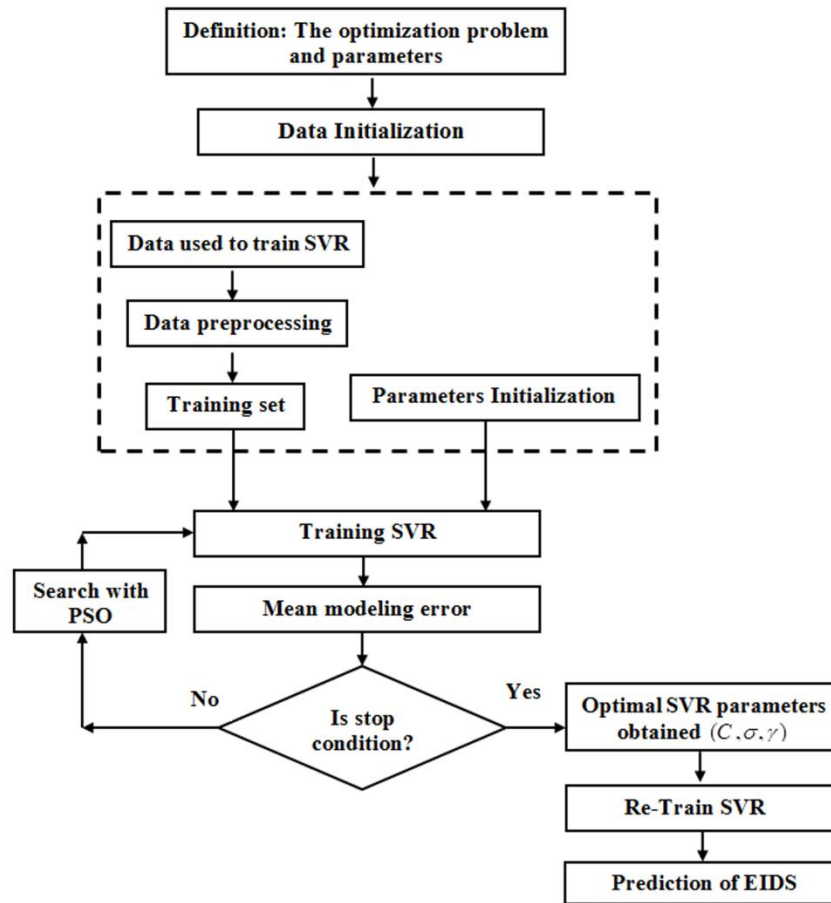 Definition: The optimization problem
and parameters
Data Initialization
Data used to train SVR
Data preprocessing
Training set
Parameters Initialization
Training SVR
Search with
PSO
Mean modeling error
No
Is stop
condition?
Yes
Optimal SVR parameters
obtained (C,σ,γ)
Re-Train SVR
Prediction of EIDS